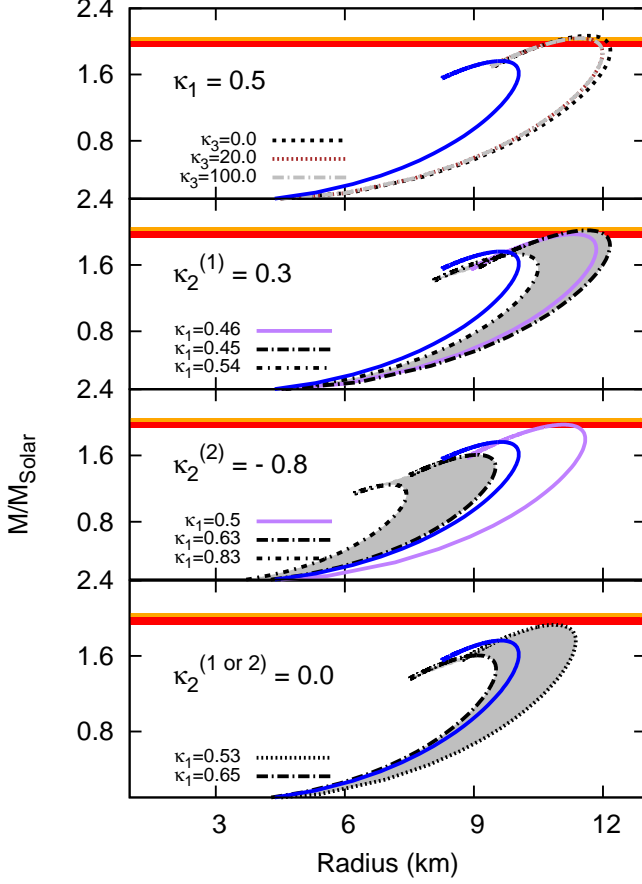 2.4
1.6
κ₁ = 0.5
0.8
κ₃=0.0
κ₃=20.0
κ₃=100.0
2.4
1.6
κ₂⁽¹⁾ = 0.3
0.8
κ₁=0.46
κ₁=0.45
κ₁=0.54
2.4
1.6
κ₂⁽²⁾ = - 0.8
0.8
κ₁=0.5
κ₁=0.63
κ₁=0.83
2.4
1.6
κ₂⁽¹ ᵒʳ ²⁾ = 0.0
0.8
κ₁=0.53
κ₁=0.65
3 6 9 12
Radius (km)
M/M_Solar